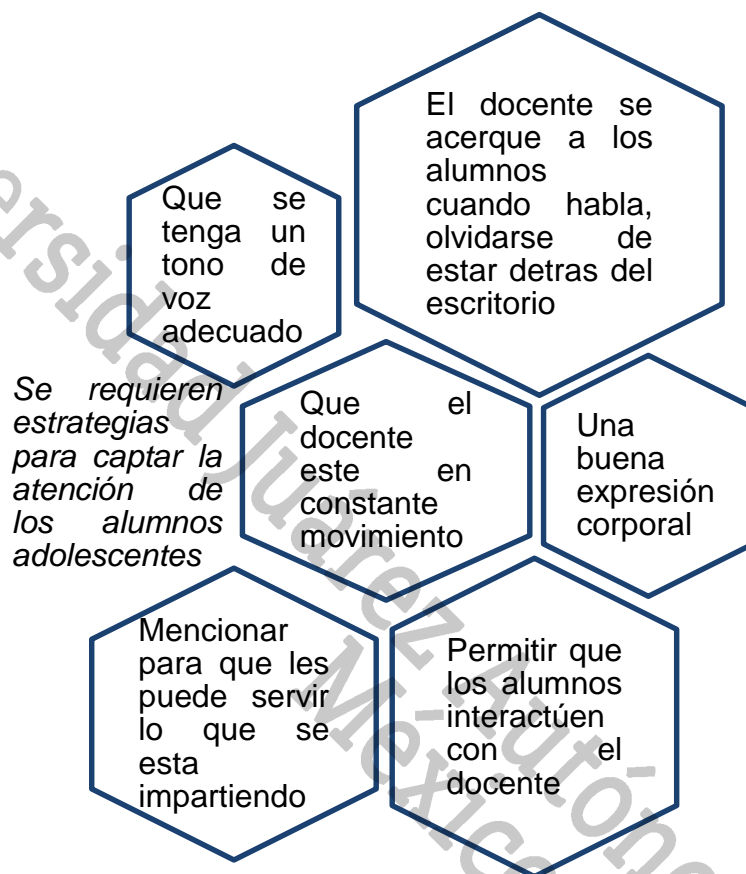 El docente se
acerque a los
alumnos
cuando habla,
olvidarse de
estar detras del
escritorio
Que se
tenga un
tono de
voz
adecuado
Se requieren
estrategias
para captar la
atención de
los alumnos
adolescentes
Que el
docente
este en
constante
movimiento
Una
buena
expresión
corporal
Mencionar
para que les
puede servir
lo que se
esta
impartiendo
Permitir que
los alumnos
interactúen
con el
docente
Juárez
México